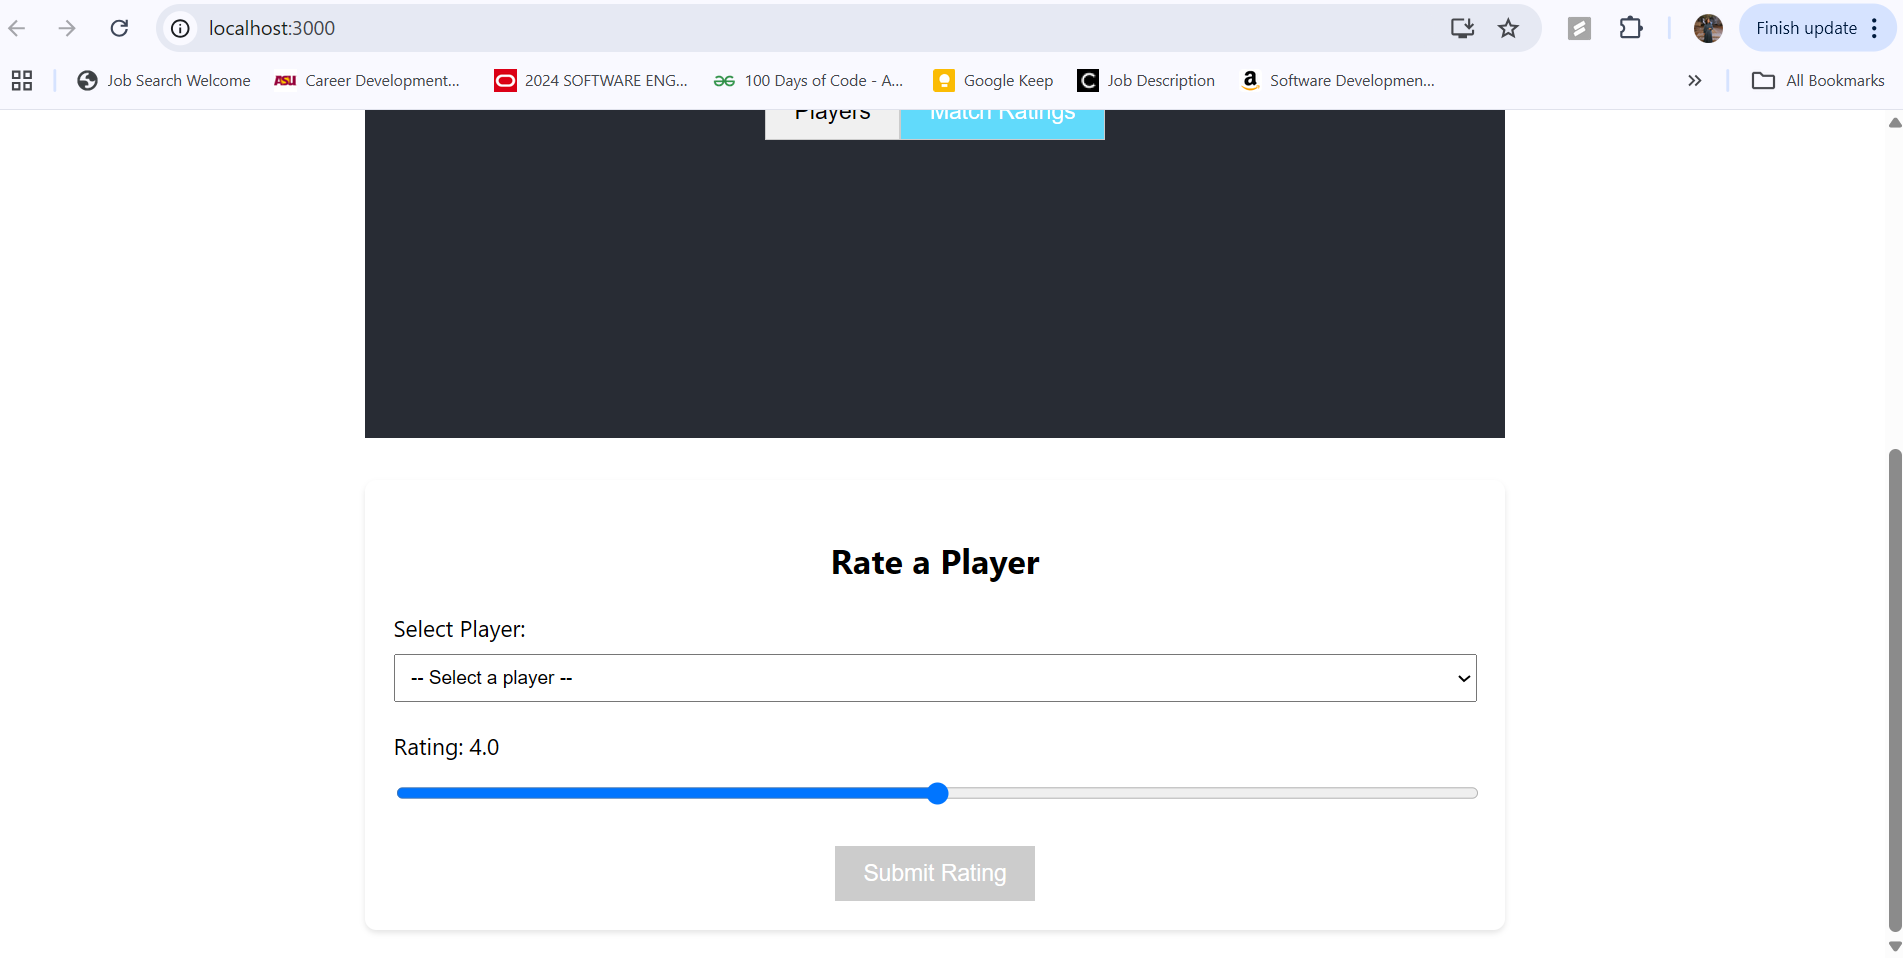 localhost:3000
Finish update
Job Search Welcome
ASU Career Development...
2024 SOFTWARE ENG...
100 Days of Code - A...
Google Keep
C Job Description
a Software Developmen...
All Bookmarks
Players
Match Ratings
Rate a Player
Select Player:
-- Select a player --
Rating: 4.0
Submit Rating